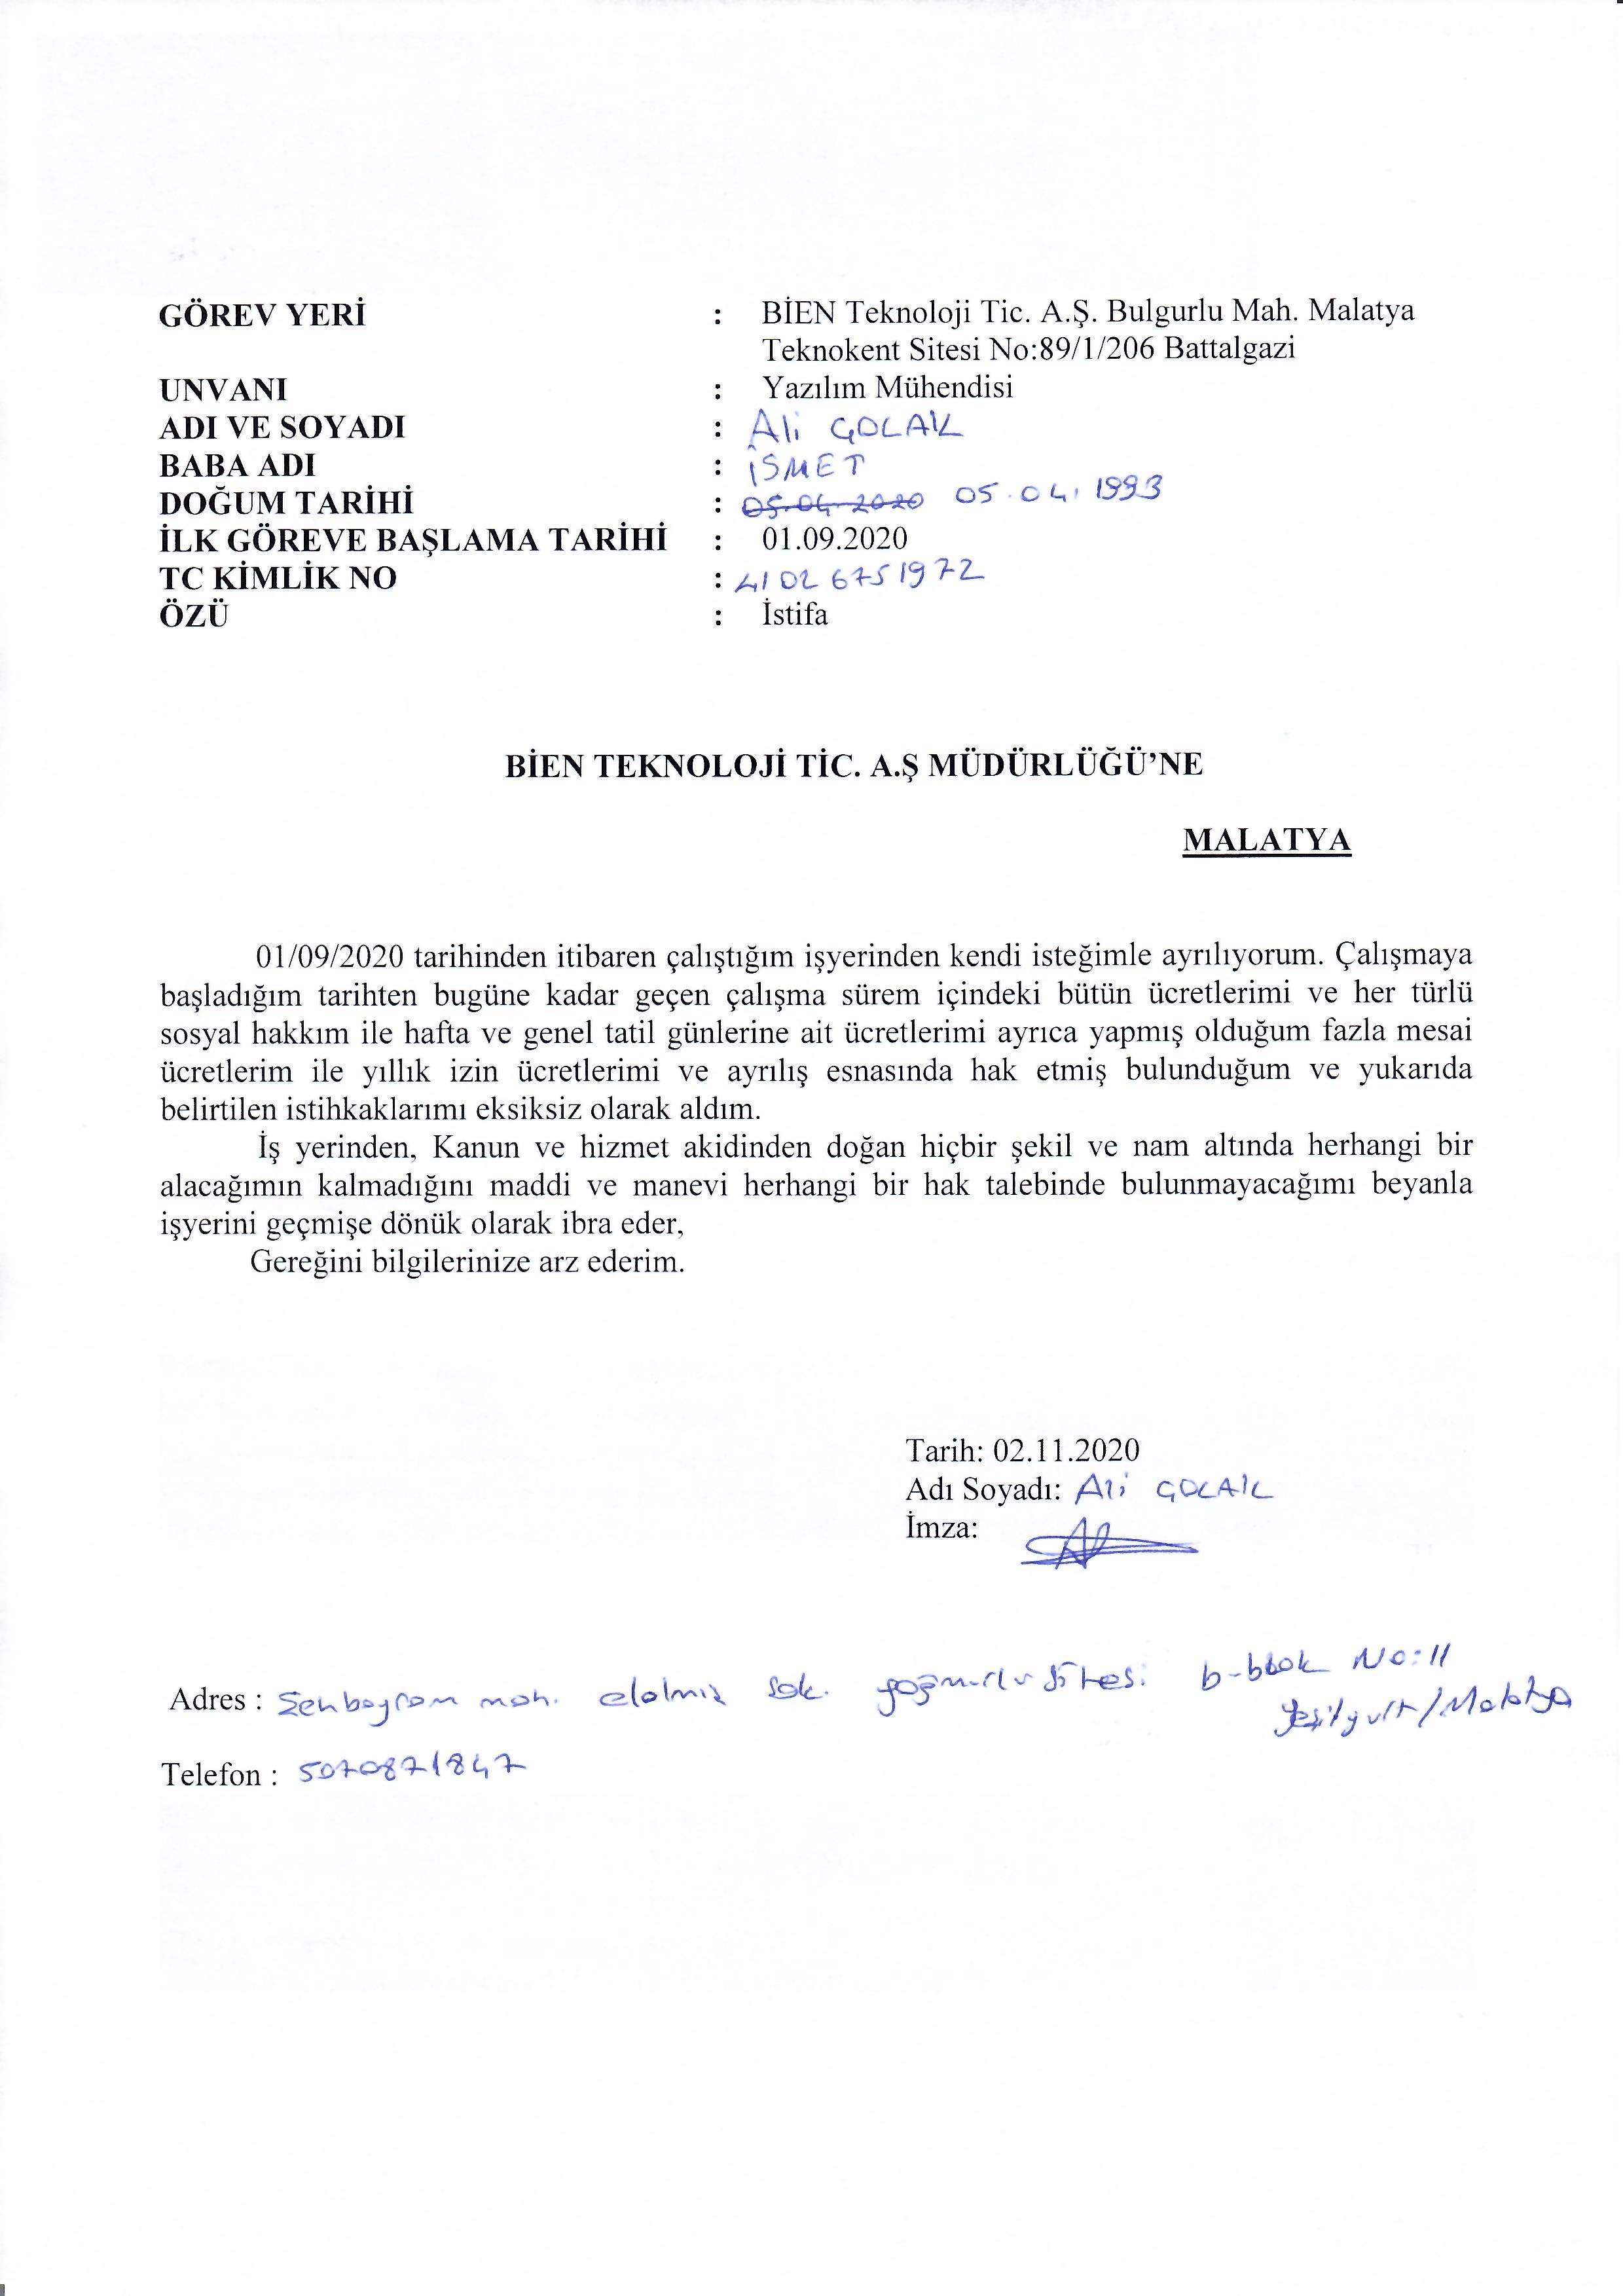 GÖREV YERİ : BİEN Teknoloji Tic. A.Ş. Bulgurlu Mah. Malatya
Teknokent Sitesi No:89/1/206 Battalgazi
UNVANI : Yazılım Mühendisi
ADI VE SOYADI : Ali ÇOLAK
BABA ADI : İSMET
DOĞUM TARİHİ : 05.04.2020 05.04.1993
İLK GÖREVE BAŞLAMA TARİHİ : 01.09.2020
TC KİMLİK NO : 41026751972
ÖZÜ : İstifa
BİEN TEKNOLOJİ TİC. A.Ş MÜDÜRLÜĞÜ’NE
MALATYA
01/09/2020 tarihinden itibaren çalıştığım işyerinden kendi isteğimle ayrılıyorum. Çalışmaya
başladığım tarihten bugüne kadar geçen çalışma sürem içindeki bütün ücretlerimi ve her türlü
sosyal hakkım ile hafta ve genel tatil günlerine ait ücretlerimi ayrıca yapmış olduğum fazla mesai
ücretlerim ile yıllık izin ücretlerimi ve ayrılış esnasında hak etmiş bulunduğum ve yukarıda
belirtilen istihkaklarımı eksiksiz olarak aldım.
İş yerinden, Kanun ve hizmet akidinden doğan hiçbir şekil ve nam altında herhangi bir
alacağımın kalmadığını maddi ve manevi herhangi bir hak talebinde bulunmayacağımı beyanla
işyerini geçmişe dönük olarak ibra eder,
Gereğini bilgilerinize arz ederim.
Tarih: 02.11.2020
Adı Soyadı: Ali ÇOLAK
İmza:
Adres : mah. sok. sitesi b-blok No:11
Yeşilyurt/Malatya
Telefon : 5070871847